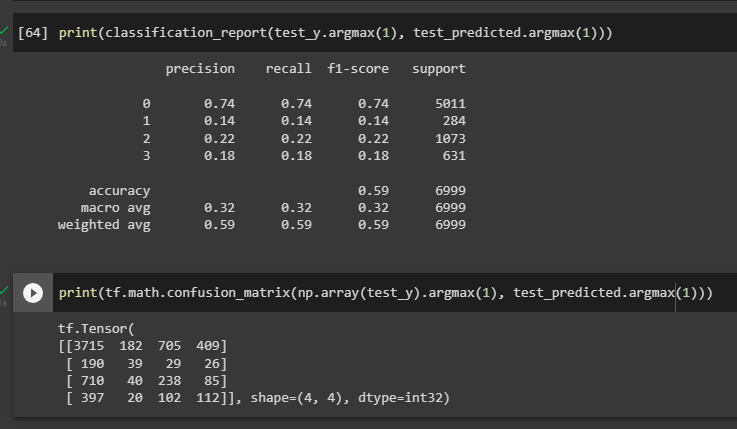 [64] print(classification_report(test_y.argmax(1), test_predicted.argmax(1)))
precision recall f1-score support
0 0.74 0.74 0.74 5011
1 0.14 0.14 0.14 284
2 0.22 0.22 0.22 1073
3 0.18 0.18 0.18 631
accuracy 0.59 6999
macro avg 0.32 0.32 0.32 6999
weighted avg 0.59 0.59 0.59 6999
print(tf.math.confusion_matrix(np.array(test_y).argmax(1), test_predicted.argmax(1)))
tf.Tensor(
[[3715 182 705 409]
[ 190 39 29 26]
[ 710 40 238 85]
[ 397 20 102 112]], shape=(4, 4), dtype=int32)